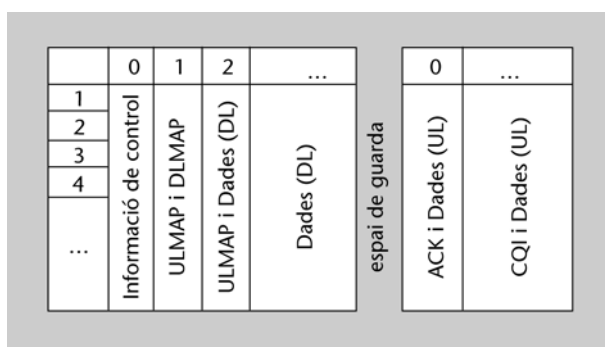 0 1 2 ... 0 ...
1
2
3
4
...
Informació de control
ULMAP i DLMAP
ULMAP i Dades (DL)
Dades (DL)
espai de guarda
ACK i Dades (UL)
CQI i Dades (UL)